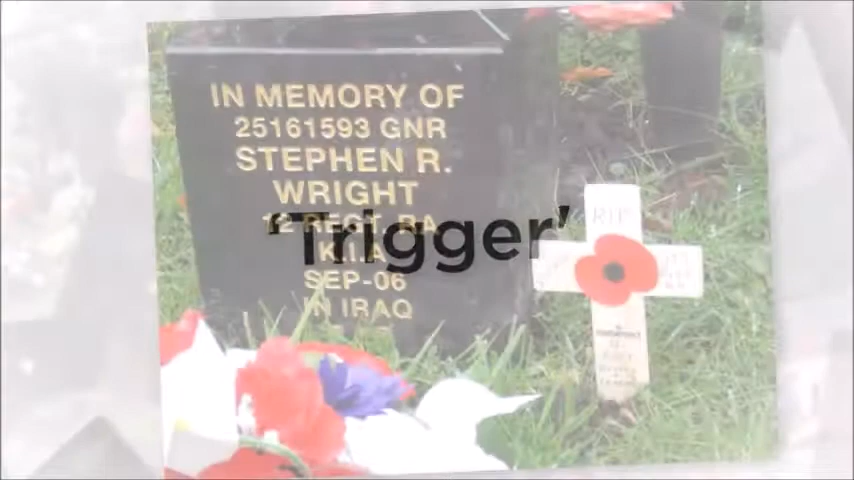 IN MEMORY OF
25161593 GNR
STEPHEN R.
WRIGHT
12 REGT. RA
'Trigger'
K.I.A
SEP-06
IN IRAQ
RIP